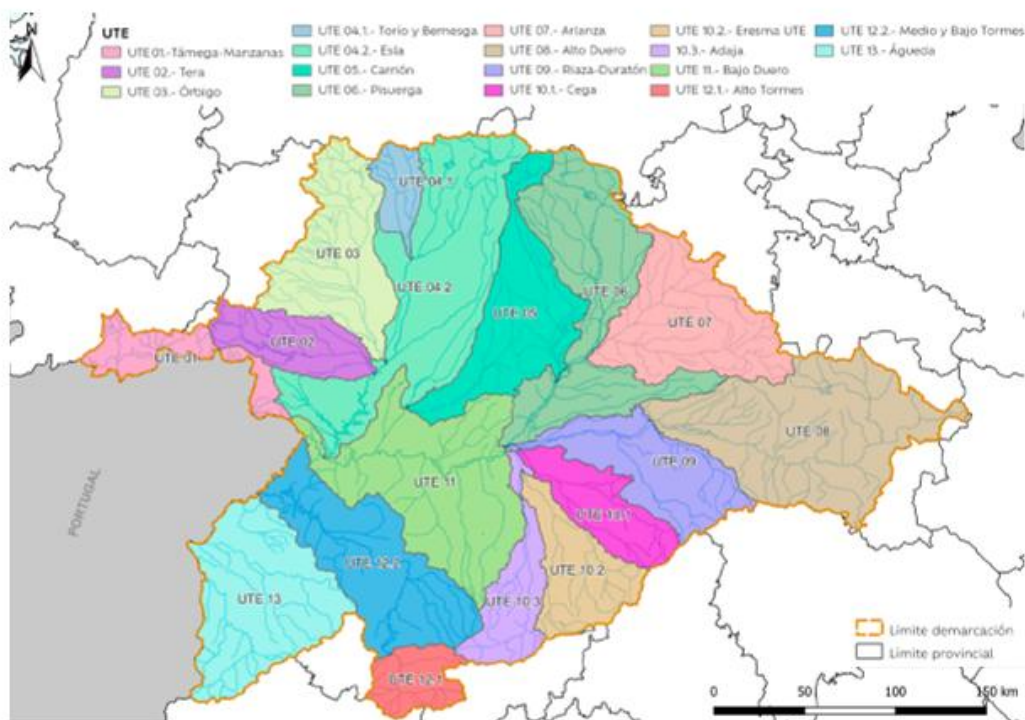 N
UTE
UTE 01.- Támega-Manzanas
UTE 02.- Tera
UTE 03.- Órbigo
UTE 04.1.- Torío y Bernesga
UTE 04.2.- Esla
UTE 05.- Carrión
UTE 06.- Pisuerga
UTE 07.- Arlanza
UTE 08.- Alto Duero
UTE 09.- Riaza-Duratón
UTE 10.1.- Cega
UTE 10.2.- Eresma UTE
10.3.- Adaja
UTE 11.- Bajo Duero
UTE 12.1.- Alto Tormes
UTE 12.2.- Medio y Bajo Tormes
UTE 13.- Águeda
UTE 04.1
UTE 03
UTE 04.2
UTE 06
UTE 05
UTE 07
UTE 02
UTE 01
UTE 08
UTE 09
UTE 11
UTE 10.1
PORTUGAL
UTE 12.2
UTE 10.2
UTE 13
UTE 10.3
UTE 12.1
Límite demarcación
Límite provincial
0 50 100 150 km